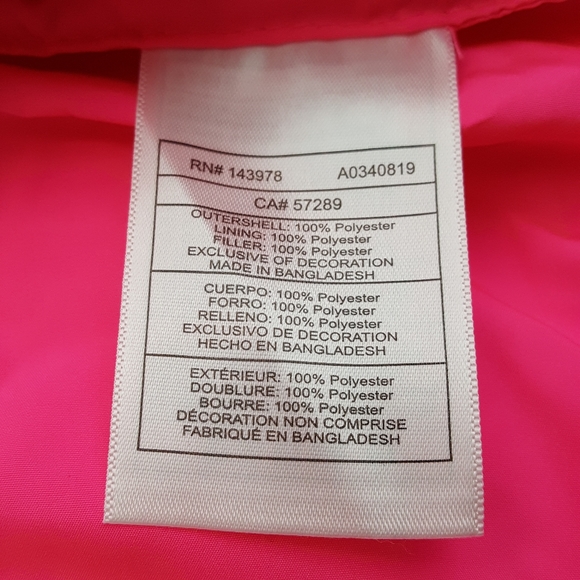 RN# 143978 A0340819
CA# 57289
OUTERSHELL: 100% Polyester
LINING: 100% Polyester
FILLER: 100% Polyester
EXCLUSIVE OF DECORATION
MADE IN BANGLADESH
CUERPO: 100% Polyester
FORRO: 100% Polyester
RELLENO: 100% Polyester
EXCLUSIVO DE DECORATION
HECHO EN BANGLADESH
EXTÉRIEUR: 100% Polyester
DOUBLURE: 100% Polyester
BOURRE: 100% Polyester
DÉCORATION NON COMPRISE
FABRIQUÉ EN BANGLADESH